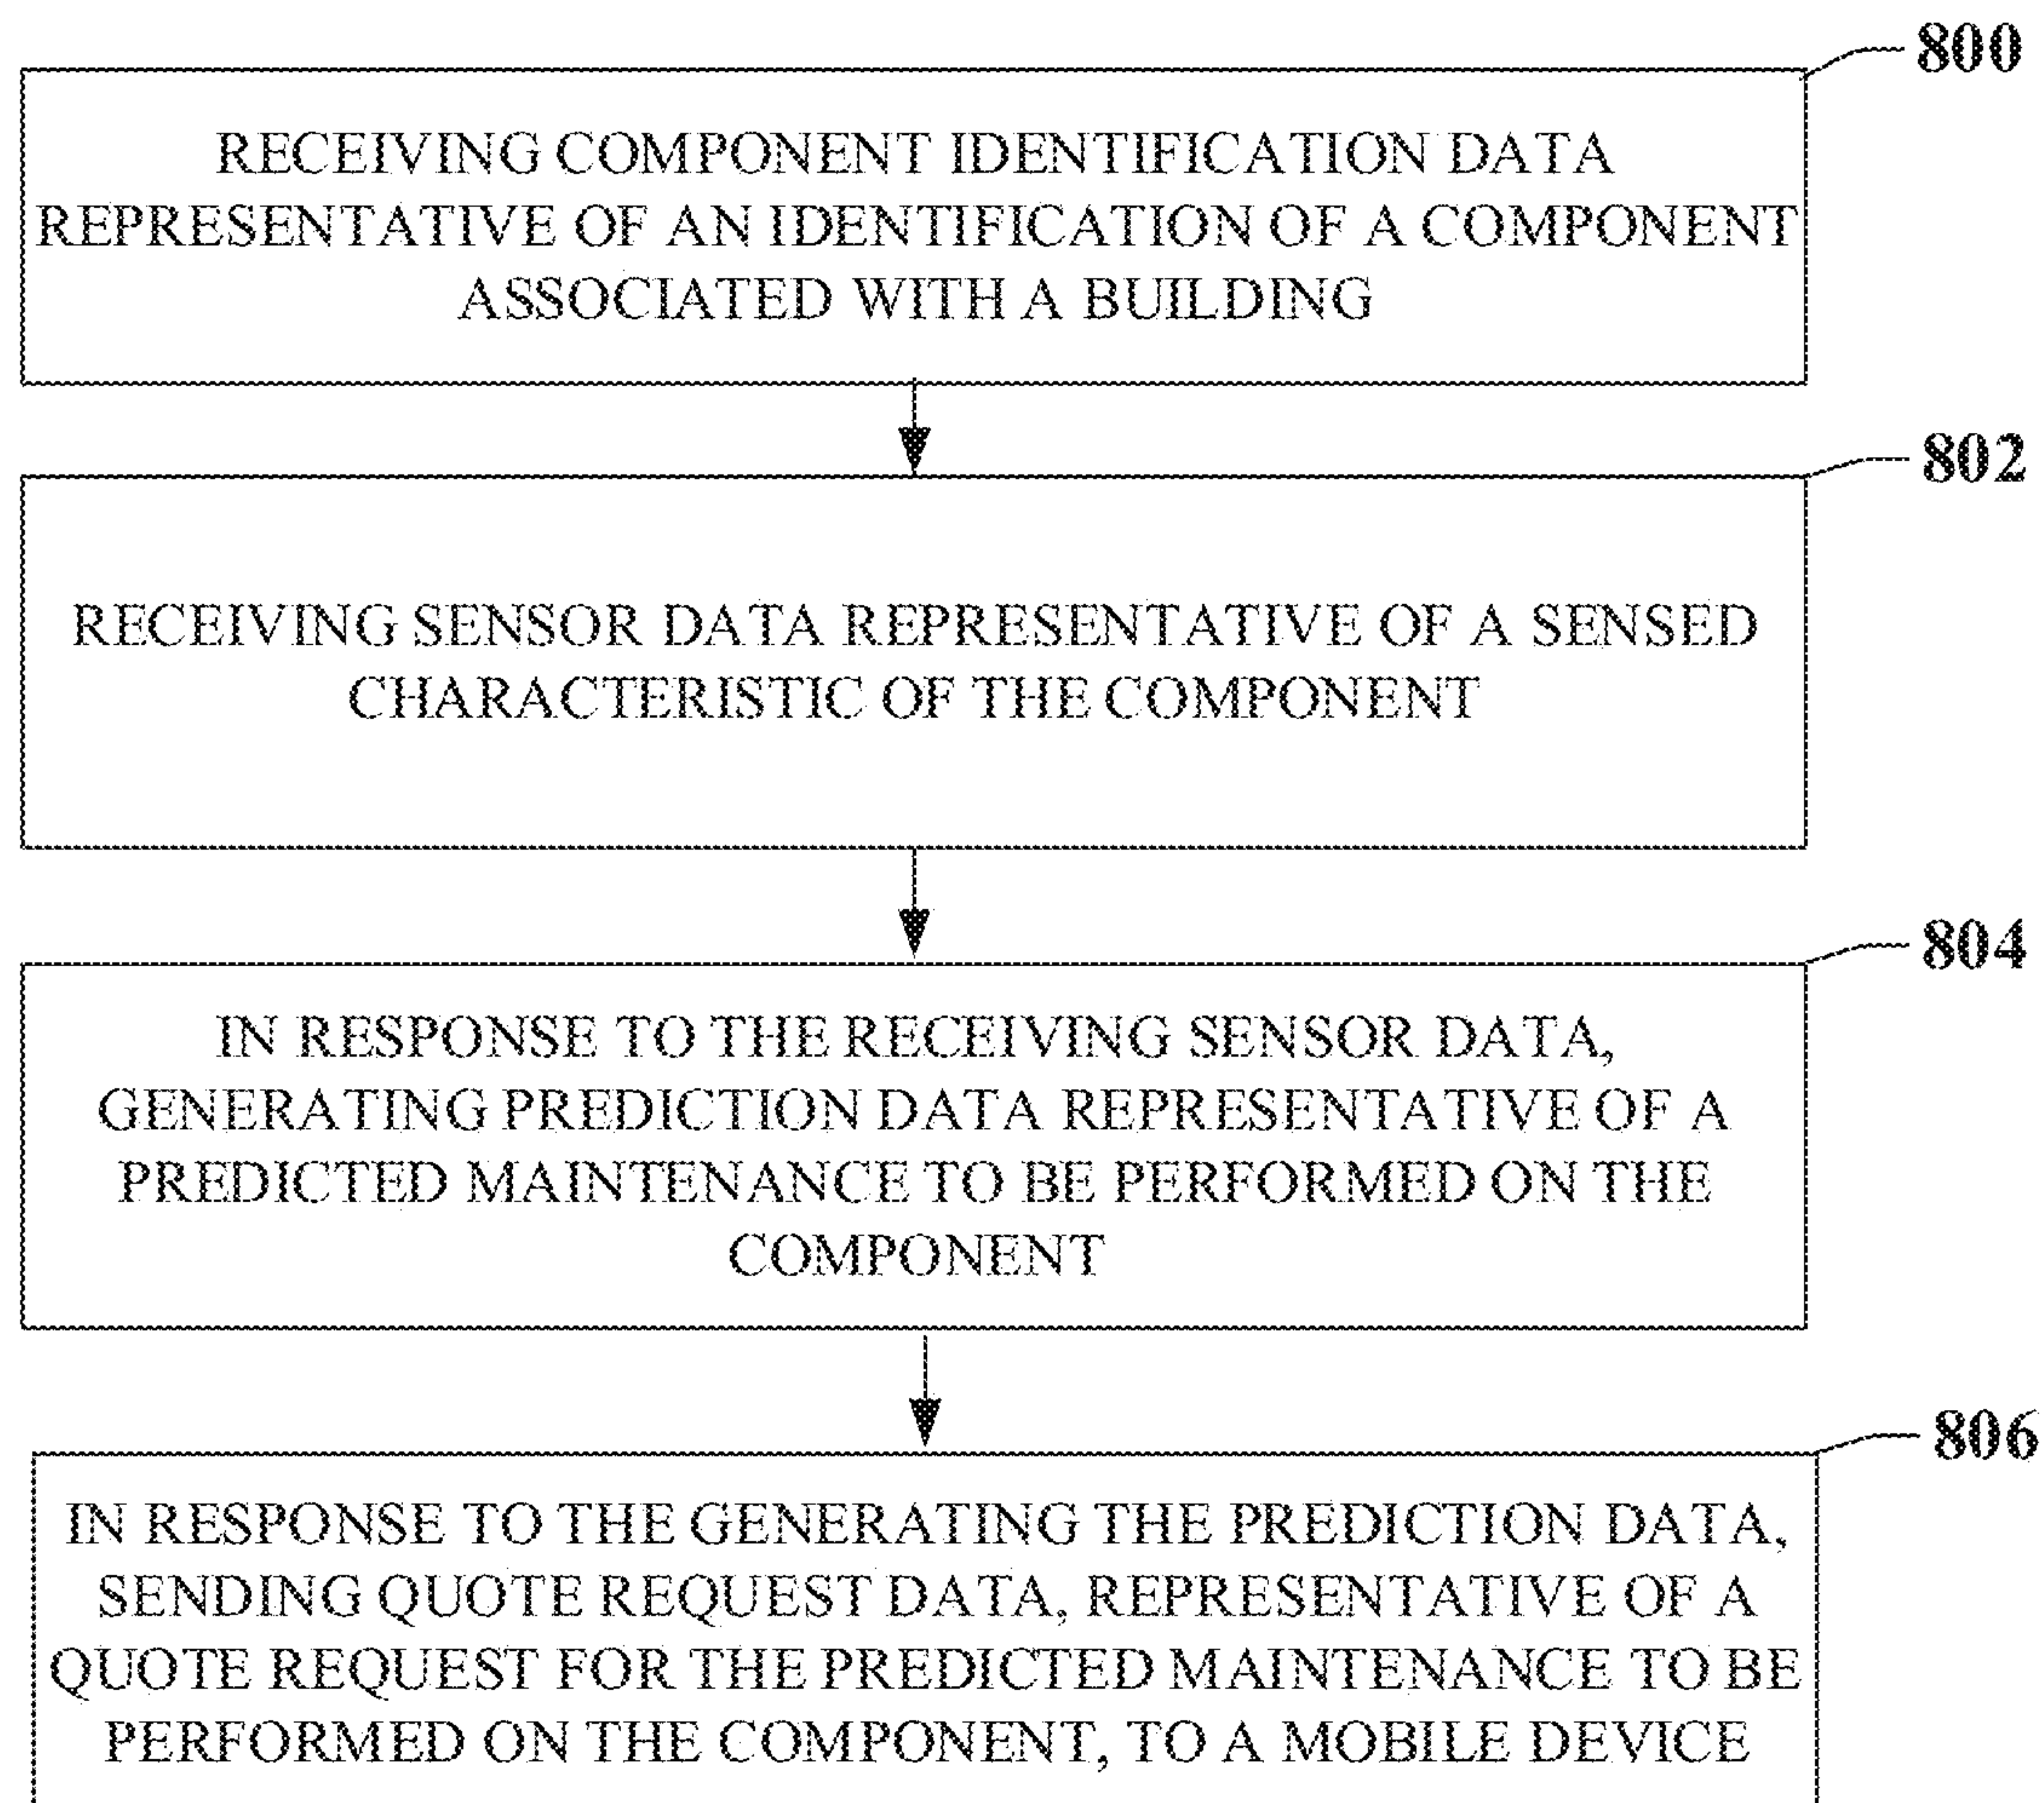 800
RECEIVING COMPONENT IDENTIFICATION DATA
REPRESENTATIVE OF AN IDENTIFICATION OF A COMPONENT
ASSOCIATED WITH A BUILDING
802
RECEIVING SENSOR DATA REPRESENTATIVE OF A SENSED
CHARACTERISTIC OF THE COMPONENT
804
IN RESPONSE TO THE RECEIVING SENSOR DATA,
GENERATING PREDICTION DATA REPRESENTATIVE OF A
PREDICTED MAINTENANCE TO BE PERFORMED ON THE
COMPONENT
806
IN RESPONSE TO THE GENERATING THE PREDICTION DATA,
SENDING QUOTE REQUEST DATA, REPRESENTATIVE OF A
QUOTE REQUEST FOR THE PREDICTED MAINTENANCE TO BE
PERFORMED ON THE COMPONENT, TO A MOBILE DEVICE